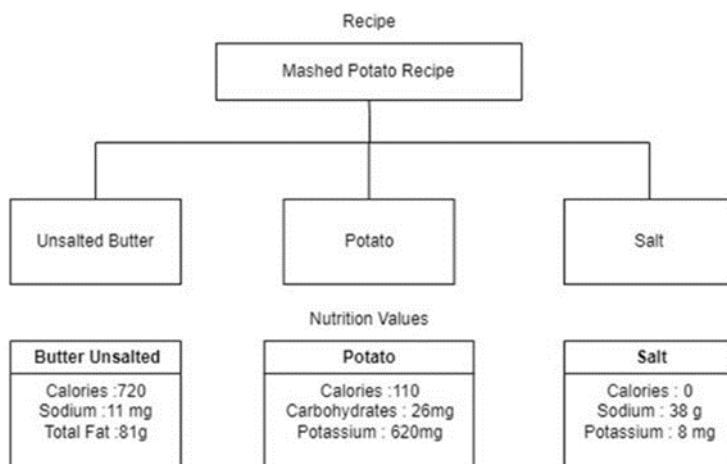 Recipe
Mashed Potato Recipe
Unsalted Butter
Potato
Salt
Nutrition Values
Butter Unsalted
Calories :720
Sodium :11 mg
Total Fat :81g
Potato
Calories :110
Carbohydrates : 26mg
Potassium : 620mg
Salt
Calories : 0
Sodium : 38 g
Potassium : 8 mg